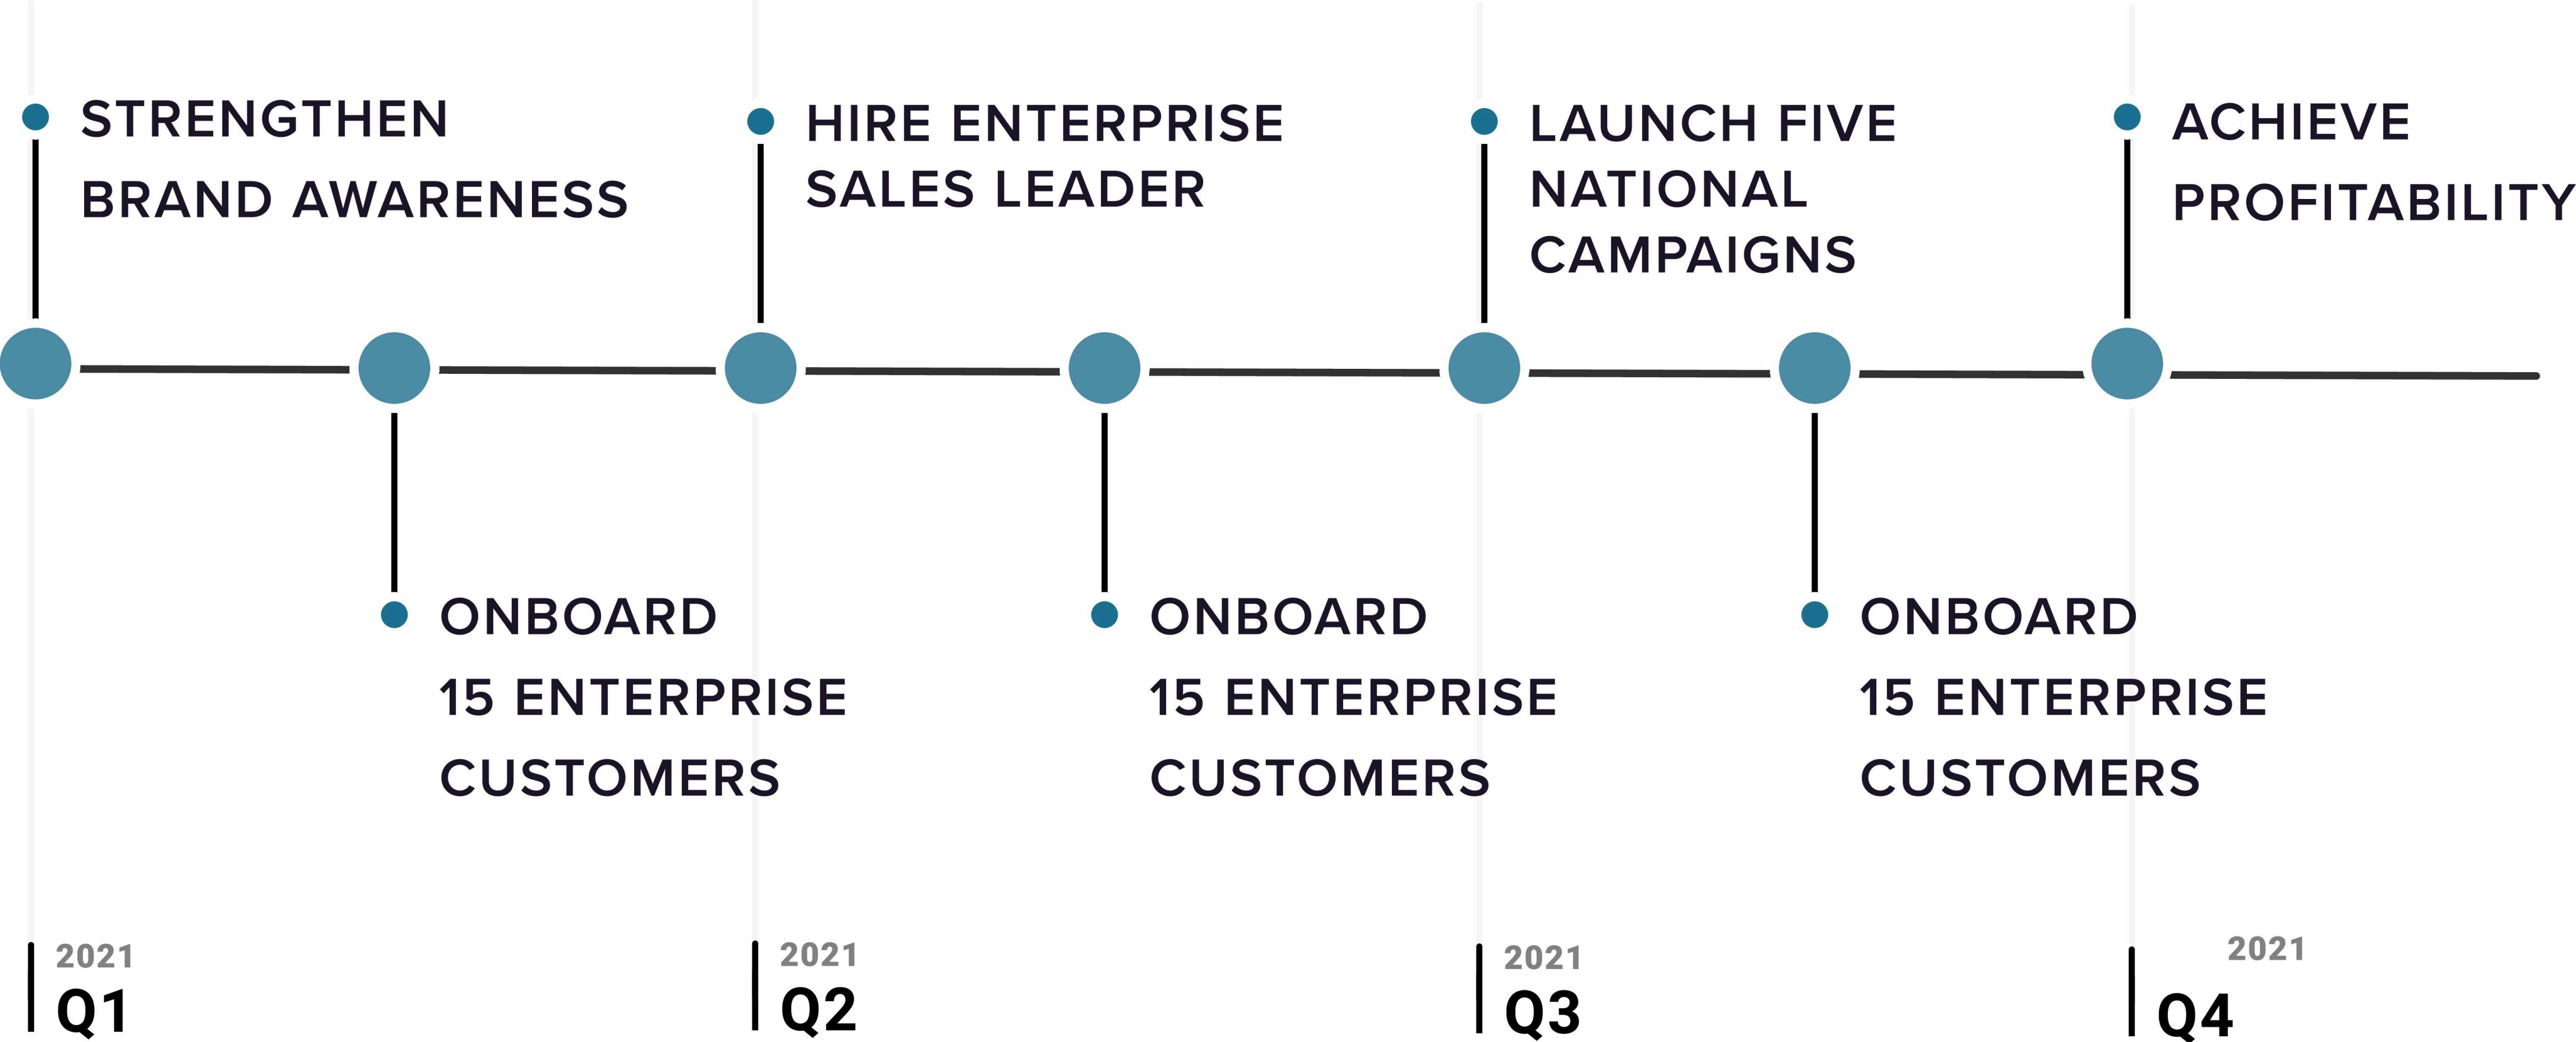 STRENGTHEN
BRAND AWARENESS
HIRE ENTERPRISE
SALES LEADER
LAUNCH FIVE
NATIONAL
CAMPAIGNS
ACHIEVE
PROFITABILITY
ONBOARD
15 ENTERPRISE
CUSTOMERS
ONBOARD
15 ENTERPRISE
CUSTOMERS
ONBOARD
15 ENTERPRISE
CUSTOMERS
2021
Q1
2021
Q2
2021
Q3
2021
Q4